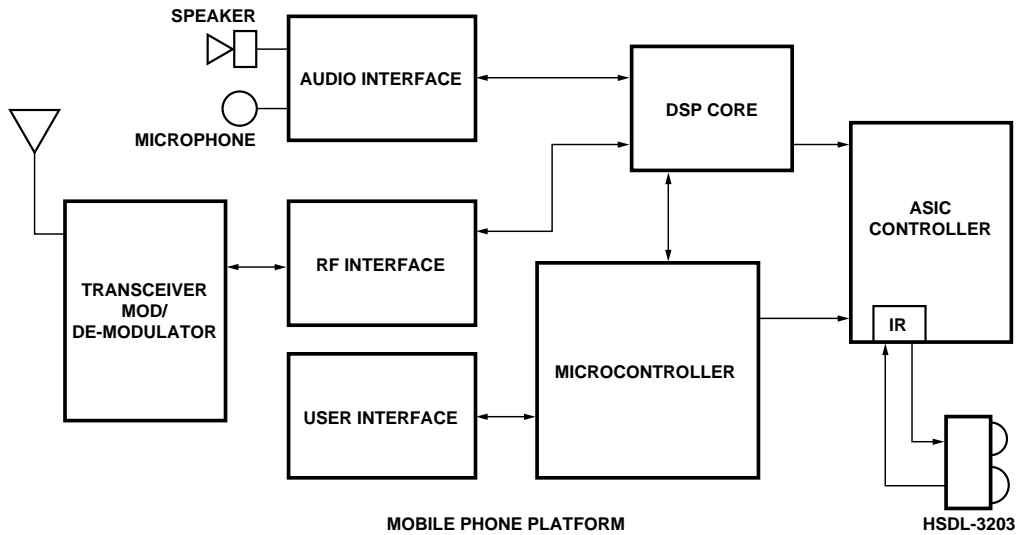 SPEAKER
AUDIO INTERFACE
MICROPHONE
DSP CORE
ASIC
CONTROLLER
RF INTERFACE
TRANSCEIVER
MOD/
DE-MODULATOR
IR
MICROCONTROLLER
USER INTERFACE
MOBILE PHONE PLATFORM
HSDL-3203